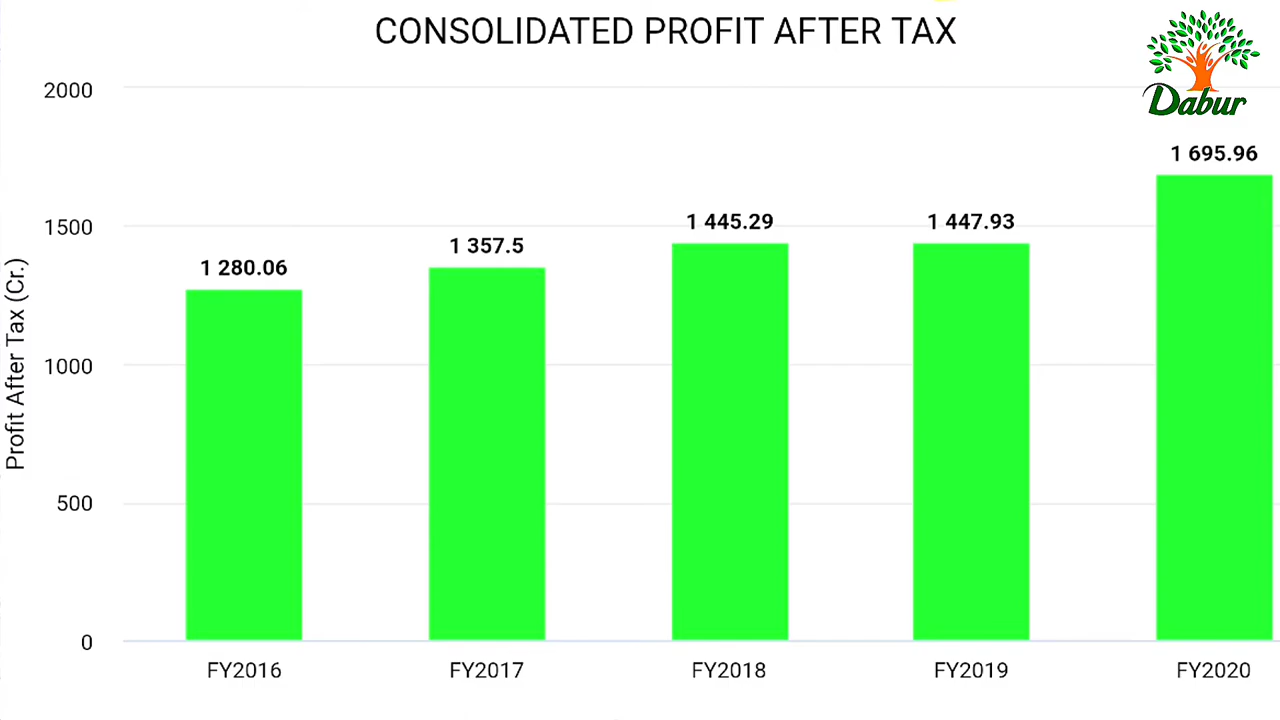 CONSOLIDATED PROFIT AFTER TAX
Dabur
Profit After Tax (Cr.)
2000
1500
1000
500
0
1 280.06
1 357.5
1 445.29
1 447.93
1 695.96
FY2016
FY2017
FY2018
FY2019
FY2020